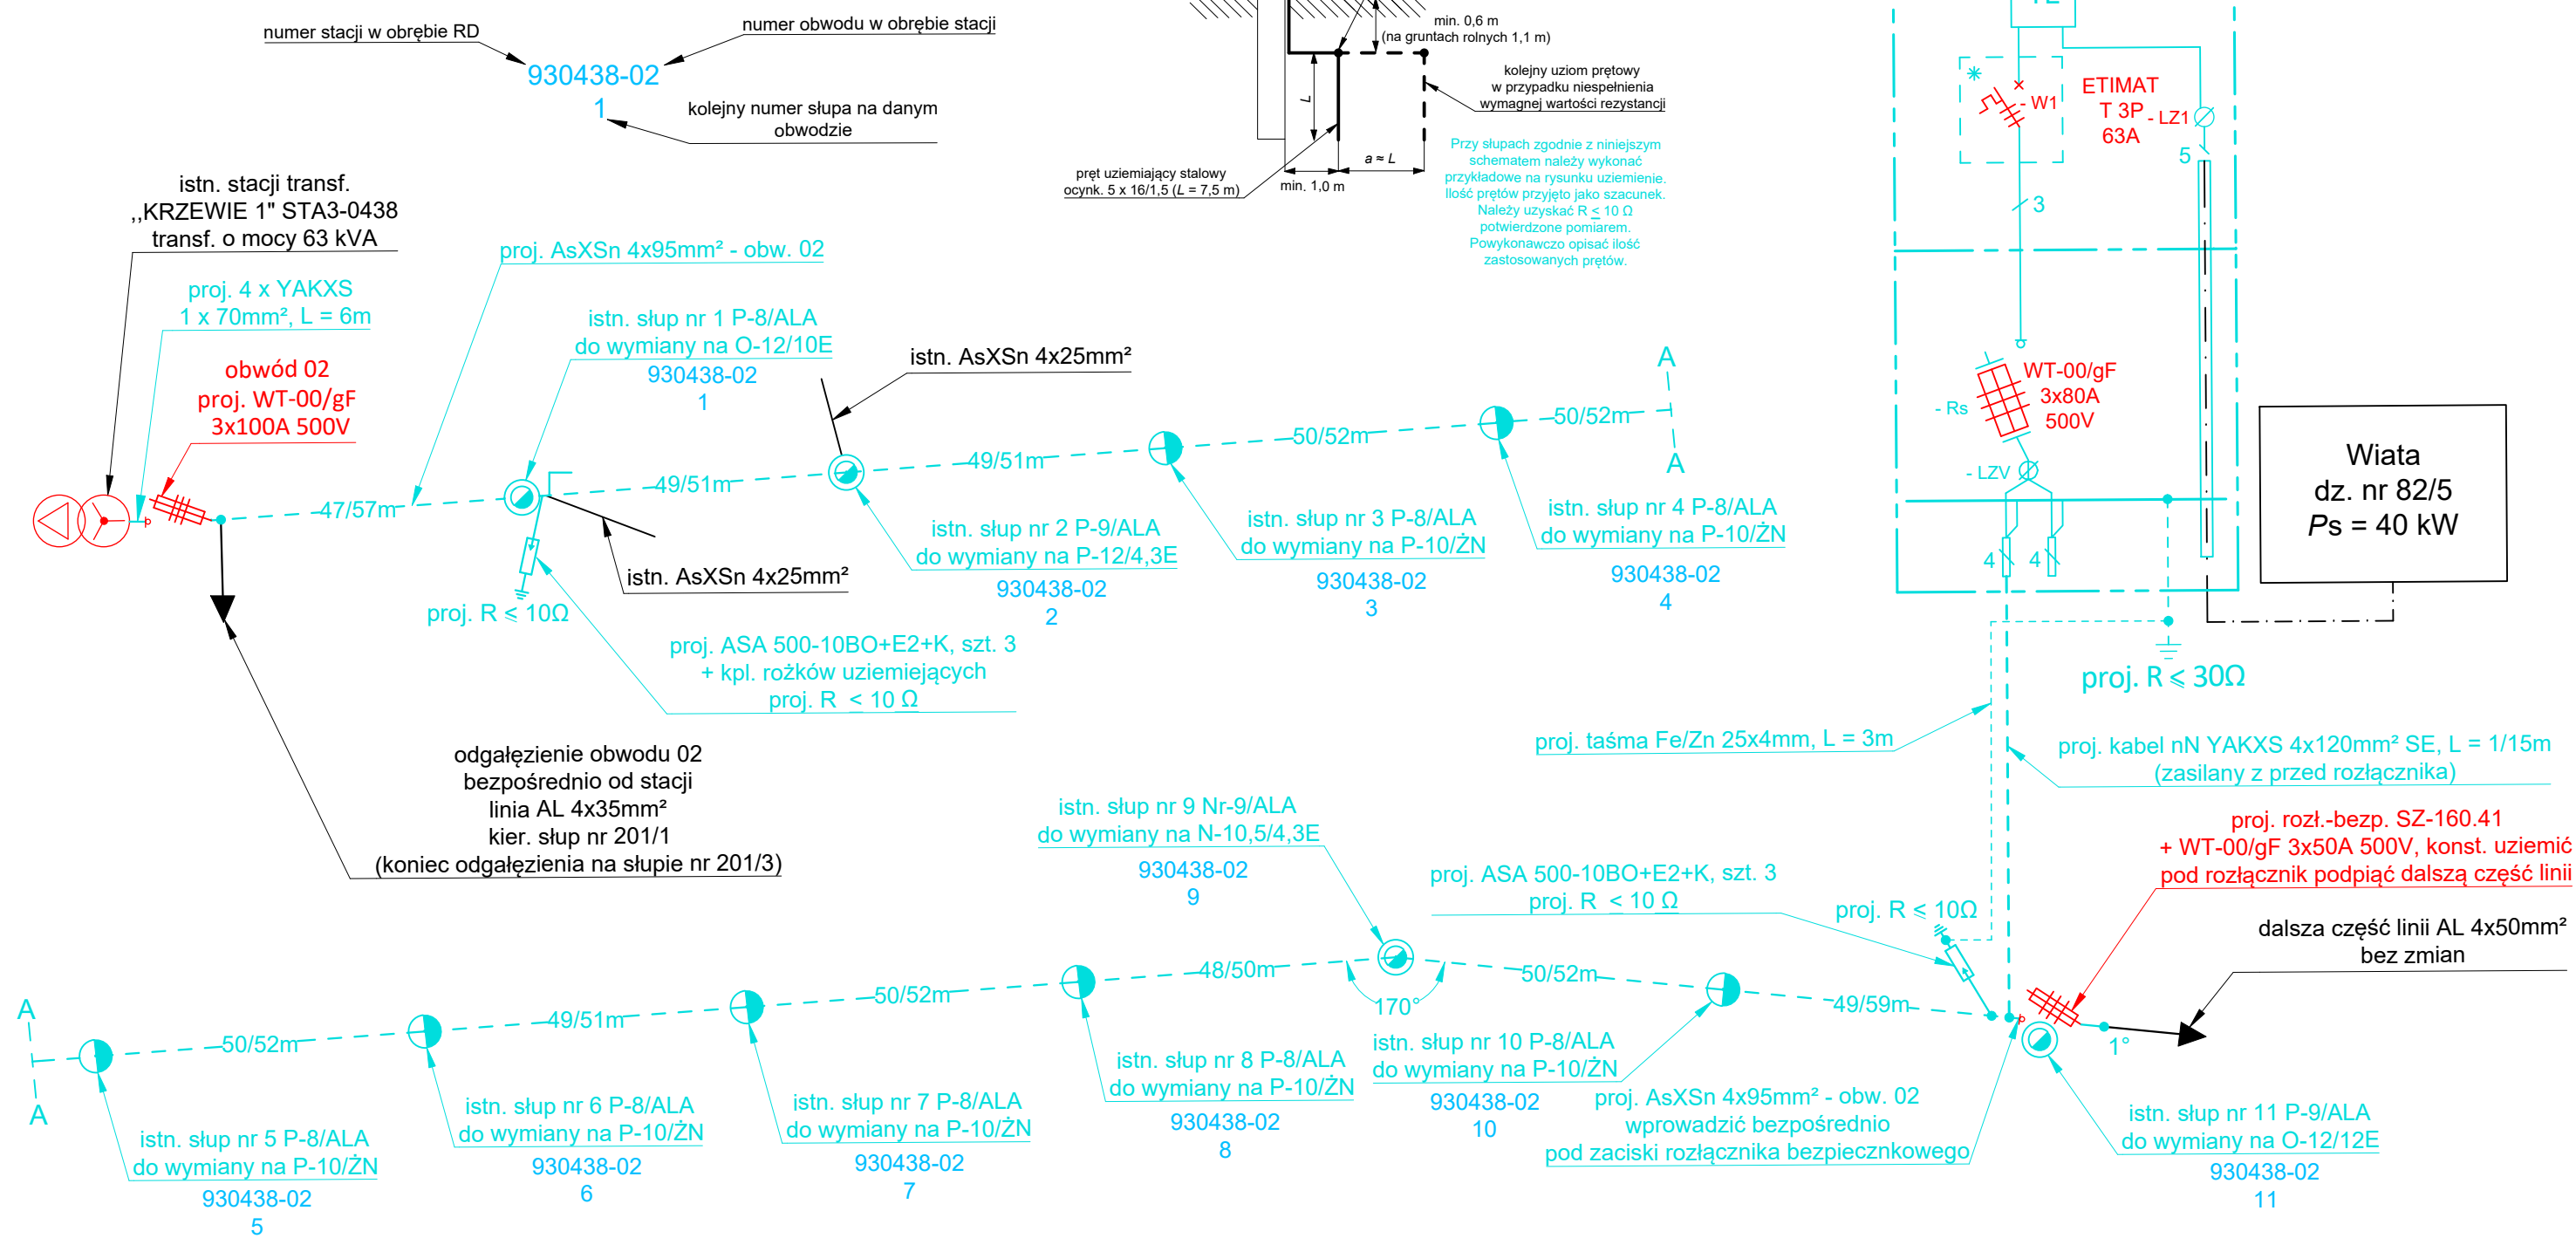 numer stacji w obrębie RD
numer obwodu w obrębie stacji
930438-02
1
kolejny numer słupa na danym
obwodzie
min. 0,6 m
(na gruntach rolnych 1,1 m)
kolejny uziom prętowy
w przypadku niespełnienia
wymagnej wartości rezystancji
L
a ≈ L
min. 1,0 m
pręt uziemiający stalowy
ocynk. 5 x 16/1,5 (L = 7,5 m)
Przy słupach zgodnie z niniejszym
schematem należy wykonać
przykładowe na rysunku uziemienie.
Ilość prętów przyjęto jako szacunek.
Należy uzyskać R ≤ 10 Ω
potwierdzone pomiarem.
Powykonawczo opisać ilość
zastosowanych prętów.
*
- W1
ETIMAT
T 3P
63A
- LZ1
5
3
WT-00/gF
3x80A
500V
- Rs
- LZV
4
4
Wiata
dz. nr 82/5
Ps = 40 kW
proj. R ⩽ 30Ω
istn. stacji transf.
,,KRZEWIE 1" STA3-0438
transf. o mocy 63 kVA
proj. 4 x YAKXS
1 x 70mm², L = 6m
obwód 02
proj. WT-00/gF
3x100A 500V
proj. AsXSn 4x95mm² - obw. 02
istn. słup nr 1 P-8/ALA
do wymiany na O-12/10E
930438-02
1
istn. AsXSn 4x25mm²
47/57m
49/51m
49/51m
50/52m
50/52m
A
A
istn. AsXSn 4x25mm²
istn. słup nr 2 P-9/ALA
do wymiany na P-12/4,3E
930438-02
2
istn. słup nr 3 P-8/ALA
do wymiany na P-10/ŻN
930438-02
3
istn. słup nr 4 P-8/ALA
do wymiany na P-10/ŻN
930438-02
4
proj. R ⩽ 10Ω
proj. ASA 500-10BO+E2+K, szt. 3
+ kpl. rożków uziemiejących
proj. R ≤ 10 Ω
odgałęzienie obwodu 02
bezpośrednio od stacji
linia AL 4x35mm²
kier. słup nr 201/1
(koniec odgałęzienia na słupie nr 201/3)
proj. taśma Fe/Zn 25x4mm, L = 3m
proj. kabel nN YAKXS 4x120mm² SE, L = 1/15m
(zasilany z przed rozłącznika)
proj. rozł.-bezp. SZ-160.41
+ WT-00/gF 3x50A 500V, konst. uziemić
pod rozłącznik podpiąć dalszą część linii
dalsza część linii AL 4x50mm²
bez zmian
istn. słup nr 9 Nr-9/ALA
do wymiany na N-10,5/4,3E
930438-02
9
proj. ASA 500-10BO+E2+K, szt. 3
proj. R ≤ 10 Ω
proj. R ⩽ 10Ω
A
A
50/52m
49/51m
50/52m
48/50m
170°
50/52m
49/59m
1°
istn. słup nr 5 P-8/ALA
do wymiany na P-10/ŻN
930438-02
5
istn. słup nr 6 P-8/ALA
do wymiany na P-10/ŻN
930438-02
6
istn. słup nr 7 P-8/ALA
do wymiany na P-10/ŻN
930438-02
7
istn. słup nr 8 P-8/ALA
do wymiany na P-10/ŻN
930438-02
8
istn. słup nr 10 P-8/ALA
do wymiany na P-10/ŻN
930438-02
10
proj. AsXSn 4x95mm² - obw. 02
wprowadzić bezpośrednio
pod zaciski rozłącznika bezpiecznkowego
istn. słup nr 11 P-9/ALA
do wymiany na O-12/12E
930438-02
11